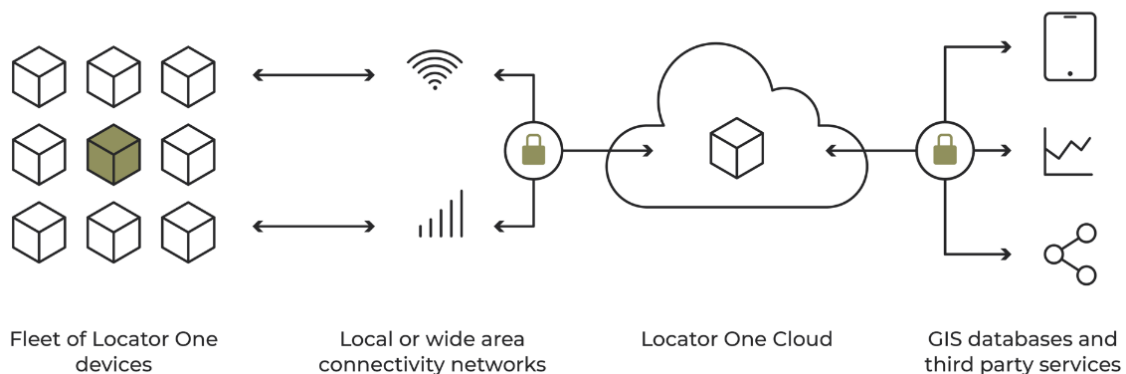 Fleet of Locator One
devices
Local or wide area
connectivity networks
Locator One Cloud
GIS databases and
third party services